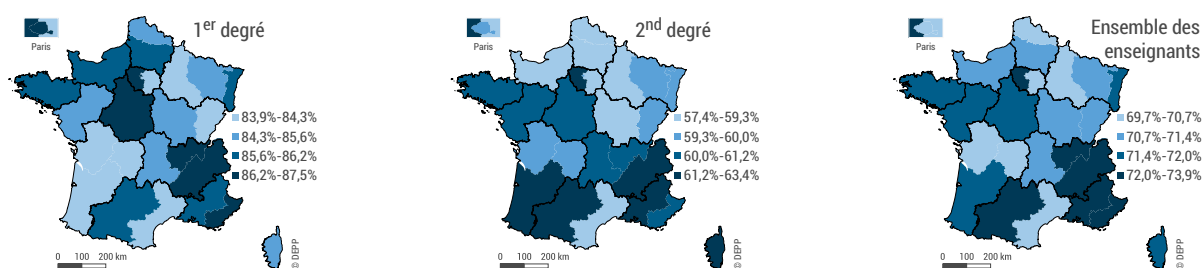 1er degré
Paris
83,9%-84,3%
84,3%-85,6%
85,6%-86,2%
86,2%-87,5%
0 100 200 km
© DEPP
2nd degré
Paris
57,4%-59,3%
59,3%-60,0%
60,0%-61,2%
61,2%-63,4%
0 100 200 km
© DEPP
Ensemble des
enseignants
Paris
69,7%-70,7%
70,7%-71,4%
71,4%-72,0%
72,0%-73,9%
0 100 200 km
© DEPP